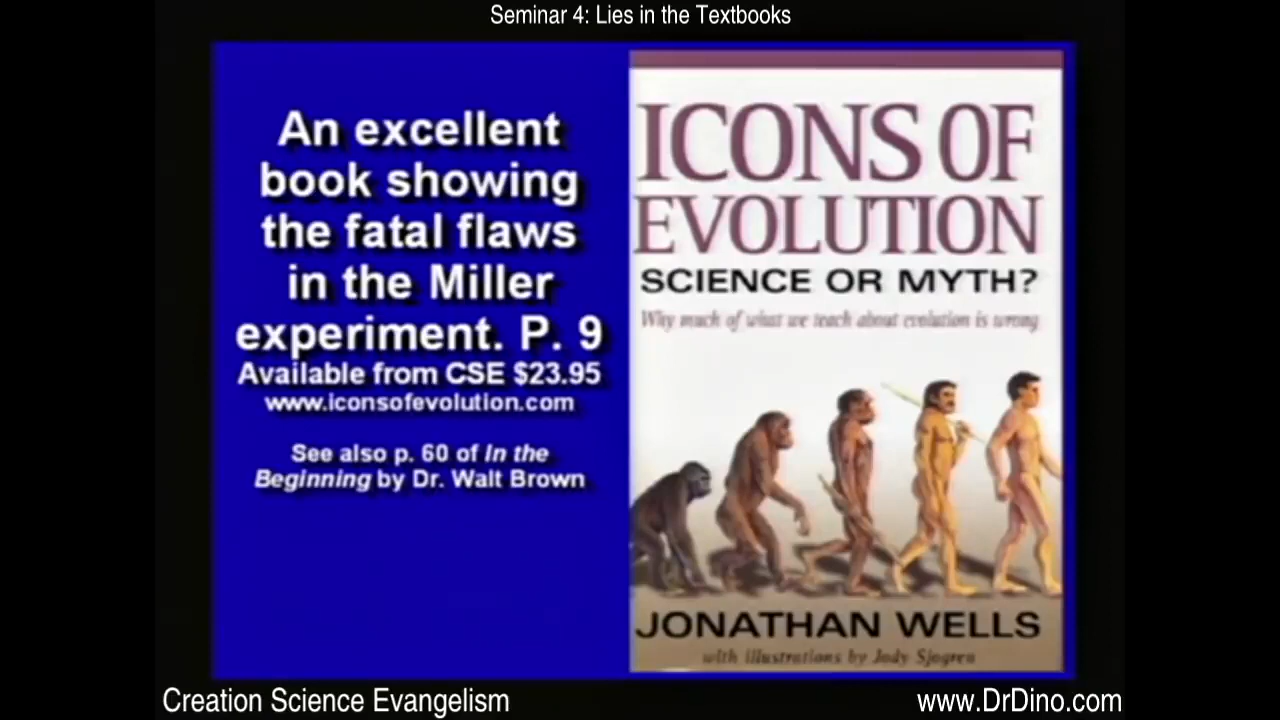 Seminar 4: Lies in the Textbooks
An excellent
book showing
the fatal flaws
in the Miller
experiment. P. 9
Available from CSE $23.95
www.iconsofevolution.com
See also p. 60 of In the
Beginning by Dr. Walt Brown
ICONS OF
EVOLUTION
SCIENCE OR MYTH?
Why much of what we teach about evolution is wrong
JONATHAN WELLS
with illustrations by Jody Sjogren
Creation Science Evangelism
www.DrDino.com